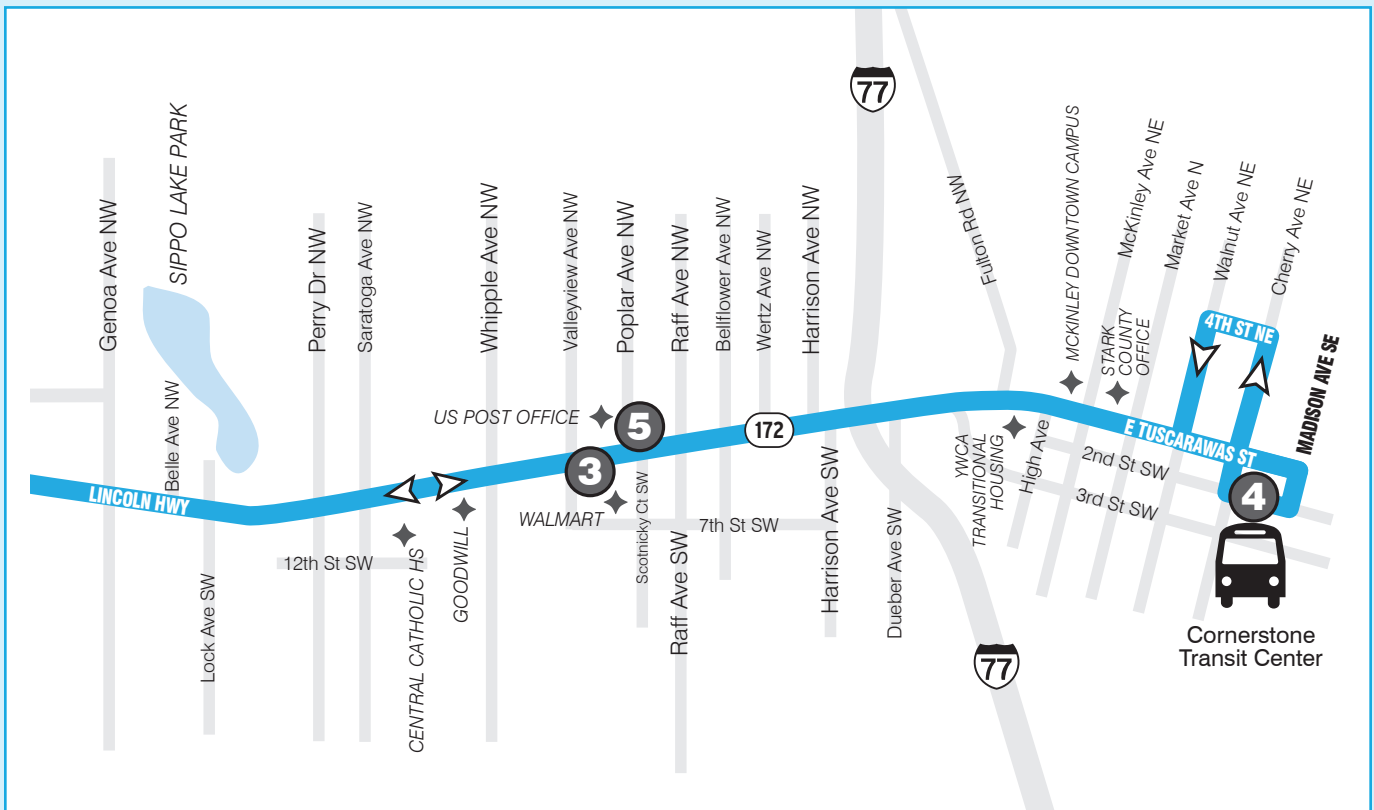 77
Genoa Ave NW
SIPPO LAKE PARK
Perry Dr NW
Saratoga Ave NW
Whipple Ave NW
Valleyview Ave NW
Poplar Ave NW
Raff Ave NW
Bellflower Ave NW
Wertz Ave NW
Harrison Ave NW
Fulton Rd NW
MCKINLEY DOWNTOWN CAMPUS
McKinley Ave NE
Market Ave N
Walnut Ave NE
Cherry Ave NE
STARK
COUNTY
OFFICE
4TH ST NE
MADISON AVE SE
Belle Ave NW
US POST OFFICE
5
172
3
E TUSCARAWAS ST
LINCOLN HWY
WALMART
7th St SW
12th St SW
Lock Ave SW
CENTRAL CATHOLIC HS
GOODWILL
Scotnicky Ct SW
Raff Ave SW
Harrison Ave SW
Dueber Ave SW
YWCA
TRANSITIONAL
HOUSING
High Ave
2nd St SW
3rd St SW
4
77
Cornerstone
Transit Center